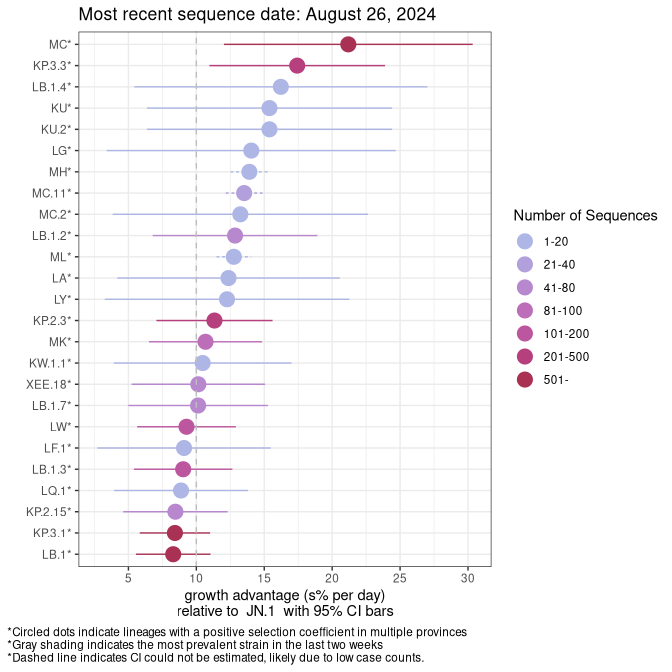 Most recent sequence date: August 26, 2024
MC*
KP.3.3*
LB.1.4*
KU*
KU.2*
LG*
MH*
MC.11*
MC.2*
LB.1.2*
ML*
LA*
LY*
KP.2.3*
MK*
KW.1.1*
XEE.18*
LB.1.7*
LW*
LF.1*
LB.1.3*
LQ.1*
KP.2.15*
KP.3.1*
LB.1*
5 10 15 20 25 30
growth advantage (s% per day)
relative to JN.1 with 95% CI bars
Number of Sequences
1-20
21-40
41-80
81-100
101-200
201-500
501-
*Circled dots indicate lineages with a positive selection coefficient in multiple provinces
*Gray shading indicates the most prevalent strain in the last two weeks
*Dashed line indicates CI could not be estimated, likely due to low case counts.